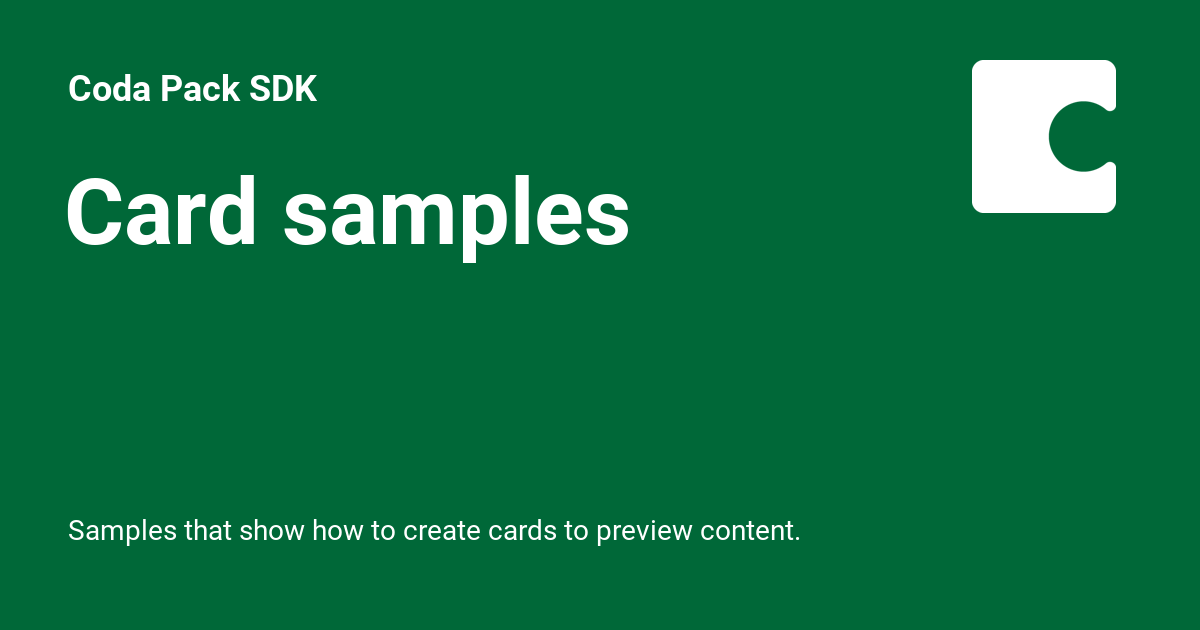 Coda Pack SDK
Card samples
Samples that show how to create cards to preview content.